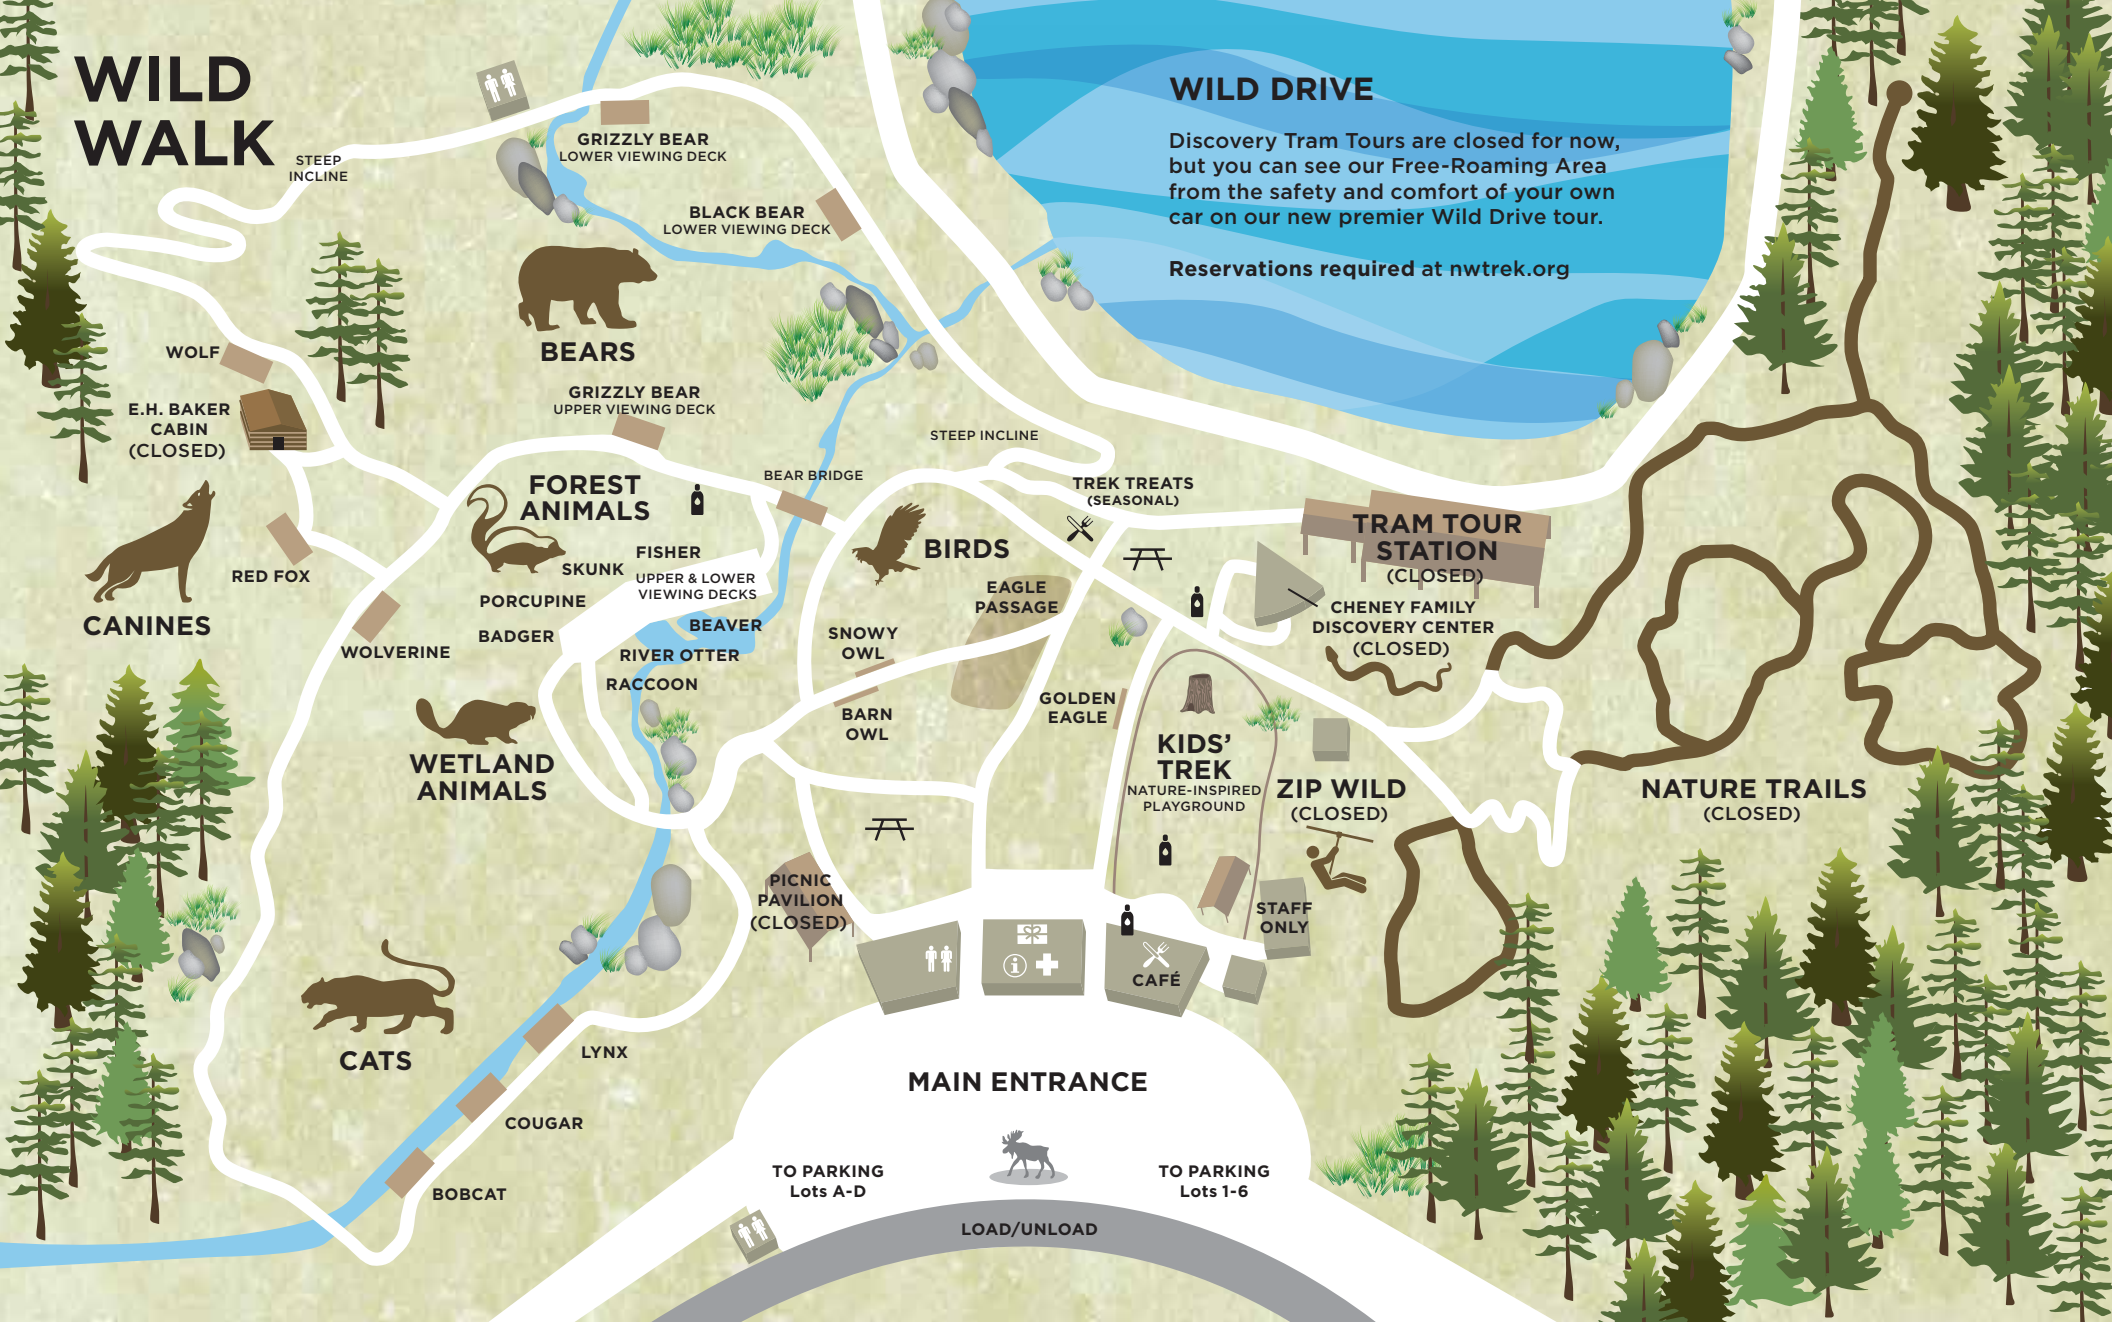 WILD
WALK
STEEP
INCLINE
GRIZZLY BEAR
LOWER VIEWING DECK
BLACK BEAR
LOWER VIEWING DECK
WILD DRIVE
Discovery Tram Tours are closed for now,
but you can see our Free-Roaming Area
from the safety and comfort of your own
car on our new premier Wild Drive tour.
Reservations required at nwtrek.org
BEARS
WOLF
E.H. BAKER
CABIN
(CLOSED)
GRIZZLY BEAR
UPPER VIEWING DECK
STEEP INCLINE
BEAR BRIDGE
TREK TREATS
(SEASONAL)
FOREST
ANIMALS
FISHER
SKUNK
UPPER & LOWER
VIEWING DECKS
PORCUPINE
BADGER
BEAVER
RIVER OTTER
RACCOON
RED FOX
CANINES
WOLVERINE
BIRDS
EAGLE
PASSAGE
SNOWY
OWL
BARN
OWL
GOLDEN
EAGLE
TRAM TOUR
STATION
(CLOSED)
CHENEY FAMILY
DISCOVERY CENTER
(CLOSED)
WETLAND
ANIMALS
KIDS'
TREK
NATURE-INSPIRED
PLAYGROUND
ZIP WILD
(CLOSED)
NATURE TRAILS
(CLOSED)
PICNIC
PAVILION
(CLOSED)
STAFF
ONLY
i
CAFÉ
CATS
LYNX
COUGAR
BOBCAT
MAIN ENTRANCE
TO PARKING
Lots A-D
TO PARKING
Lots 1-6
LOAD/UNLOAD